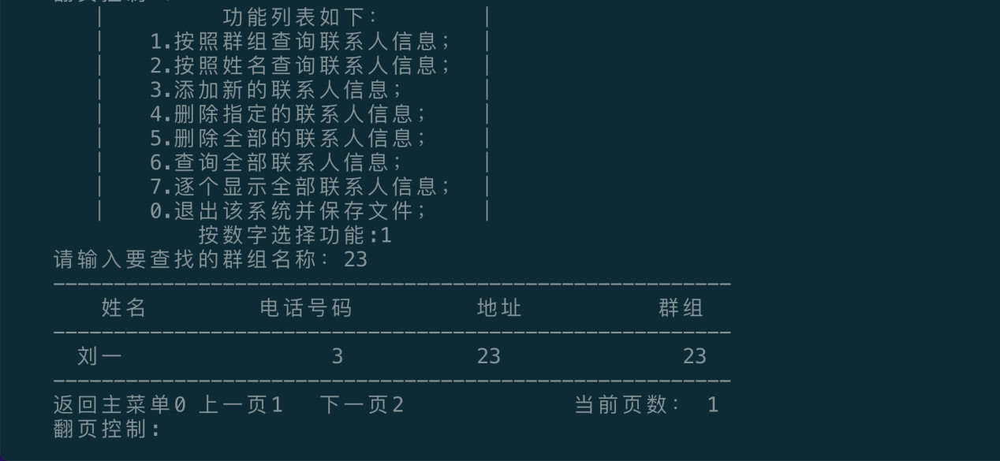 功能列表如下：
1.按照群组查询联系人信息；
2.按照姓名查询联系人信息；
3.添加新的联系人信息；
4.删除指定的联系人信息；
5.删除全部的联系人信息；
6.查询全部联系人信息；
7.逐个显示全部联系人信息；
0.退出该系统并保存文件；
按数字选择功能:1
请输入要查找的群组名称：23
姓名 电话号码 地址 群组
刘一 3 23 23
返回主菜单0 上一页1 下一页2 当前页数： 1
翻页控制: